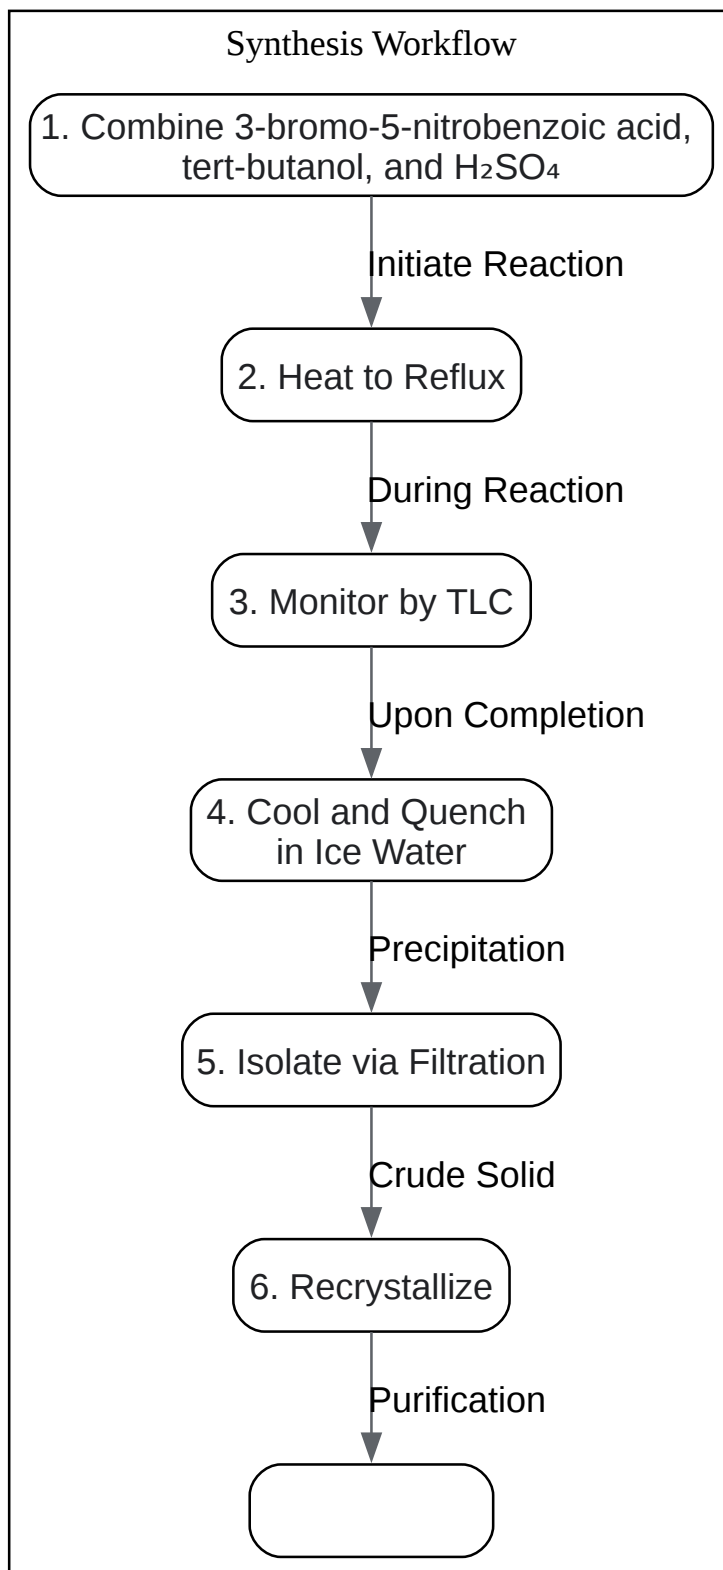 Synthesis Workflow
1. Combine 3-bromo-5-nitrobenzoic acid,
tert-butanol, and H₂SO₄
Initiate Reaction
2. Heat to Reflux
During Reaction
3. Monitor by TLC
Upon Completion
4. Cool and Quench
in Ice Water
Precipitation
5. Isolate via Filtration
Crude Solid
6. Recrystallize
Purification